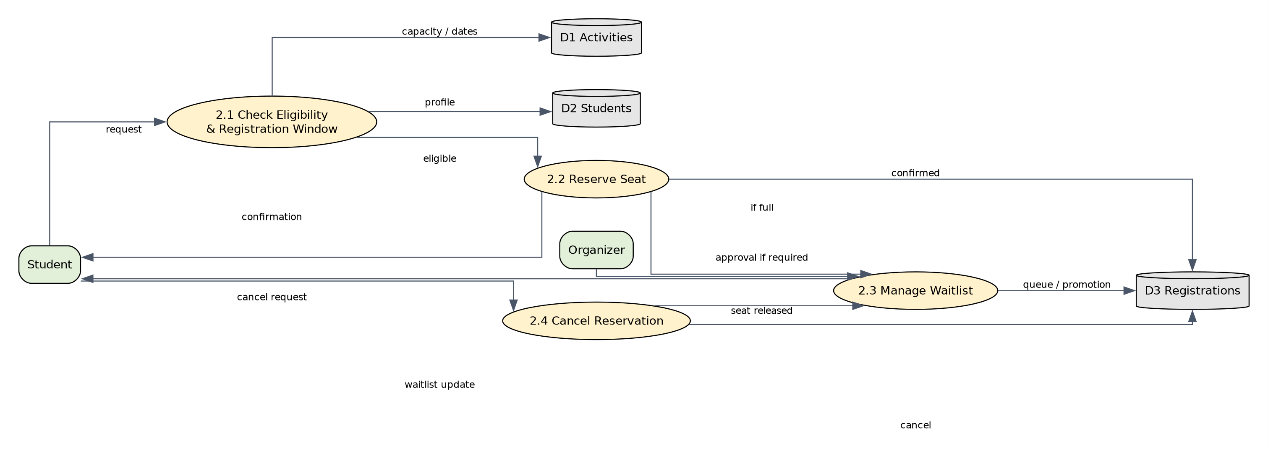 capacity / dates
D1 Activities
profile
D2 Students
2.1 Check Eligibility
& Registration Window
request
eligible
2.2 Reserve Seat
confirmed
if full
confirmation
Organizer
approval if required
Student
2.3 Manage Waitlist
queue / promotion
D3 Registrations
cancel request
seat released
2.4 Cancel Reservation
waitlist update
cancel